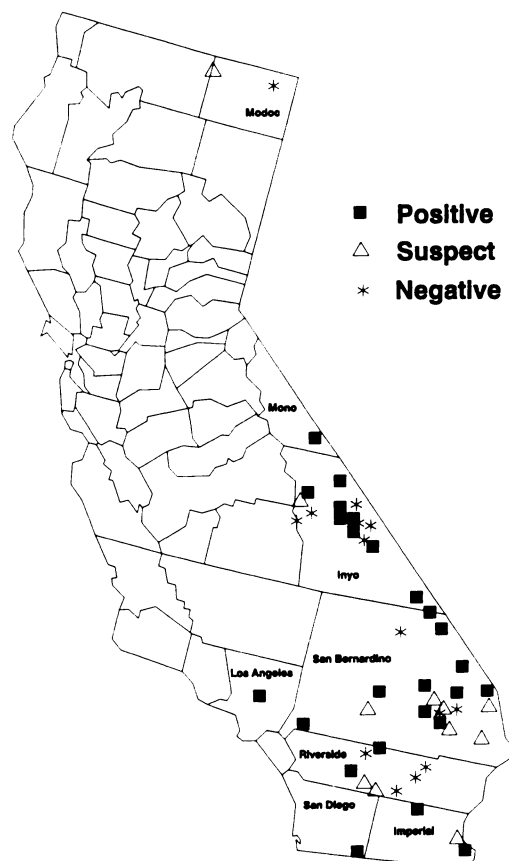 Modoc
Positive
Suspect
Negative
Mono
Inyo
San Bernardino
Los Angeles
Riverside
San Diego
Imperial